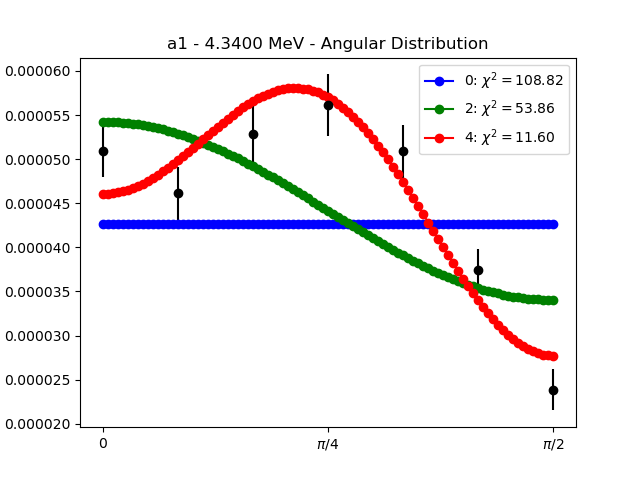 a1 - 4.3400 MeV - Angular Distribution
0.000060
0.000055
0.000050
0.000045
0.000040
0.000035
0.000030
0.000025
0.000020
0: χ² = 108.82
2: χ² = 53.86
4: χ² = 11.60
0
π/4
π/2